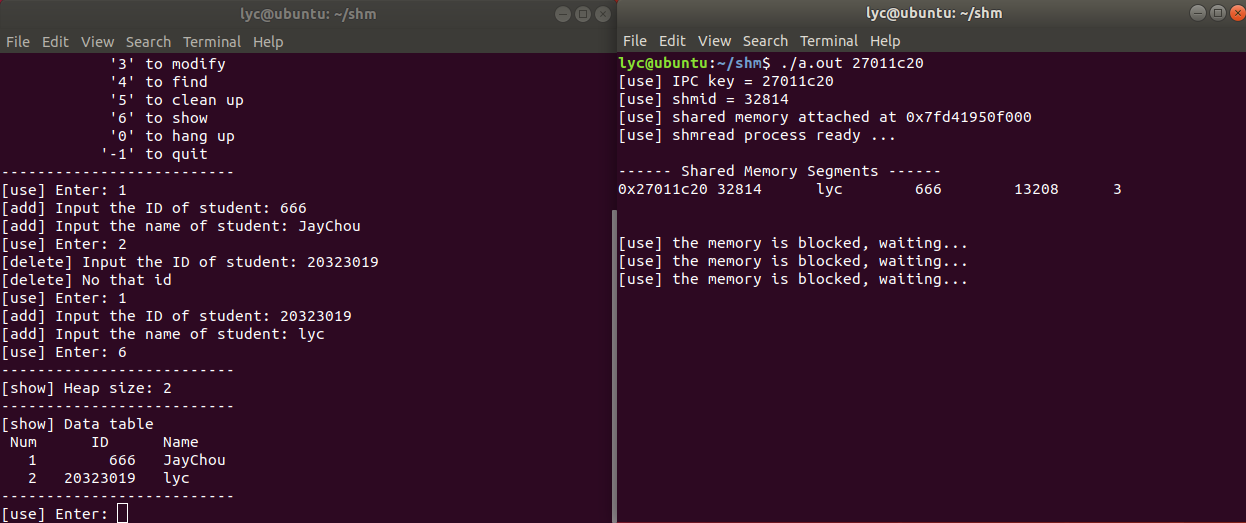 lyc@ubuntu: ~/shm
File Edit View Search Terminal Help
'3' to modify
'4' to find
'5' to clean up
'6' to show
'0' to hang up
'-1' to quit
--------------------------
[use] Enter: 1
[add] Input the ID of student: 666
[add] Input the name of student: JayChou
[use] Enter: 2
[delete] Input the ID of student: 20323019
[delete] No that id
[use] Enter: 1
[add] Input the ID of student: 20323019
[add] Input the name of student: lyc
[use] Enter: 6
--------------------------
[show] Heap size: 2
--------------------------
[show] Data table
Num ID Name
1 666 JayChou
2 20323019 lyc
--------------------------
[use] Enter:
lyc@ubuntu: ~/shm
File Edit View Search Terminal Help
lyc@ubuntu:~/shm$ ./a.out 27011c20
[use] IPC key = 27011c20
[use] shmid = 32814
[use] shared memory attached at 0x7fd41950f000
[use] shmread process ready ...
------ Shared Memory Segments ------
0x27011c20 32814 lyc 666 13208 3
[use] the memory is blocked, waiting...
[use] the memory is blocked, waiting...
[use] the memory is blocked, waiting...